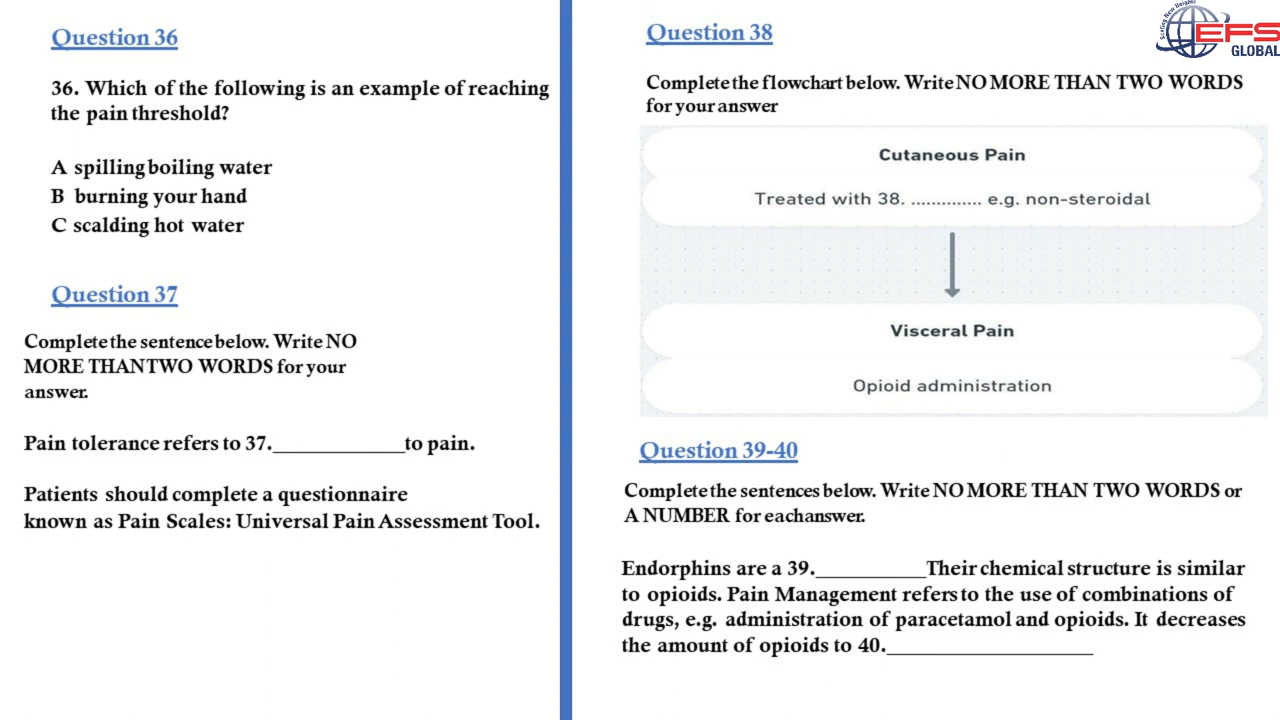 Question 36
36. Which of the following is an example of reaching
the pain threshold?
A spilling boiling water
B burning your hand
C scalding hot water
Question 37
Complete the sentence below. Write NO
MORE THAN TWO WORDS for your
answer.
Pain tolerance refers to 37.____________to pain.
Patients should complete a questionnaire
known as Pain Scales: Universal Pain Assessment Tool.
Scaling New Heights
EFS
GLOBAL
Question 38
Complete the flowchart below. Write NO MORE THAN TWO WORDS
for your answer
Cutaneous Pain
Treated with 38. .............. e.g. non-steroidal
Visceral Pain
Opioid administration
Question 39-40
Complete the sentences below. Write NO MORE THAN TWO WORDS or
A NUMBER for each answer.
Endorphins are a 39.__________Their chemical structure is similar
to opioids. Pain Management refers to the use of combinations of
drugs, e.g. administration of paracetamol and opioids. It decreases
the amount of opioids to 40.___________________